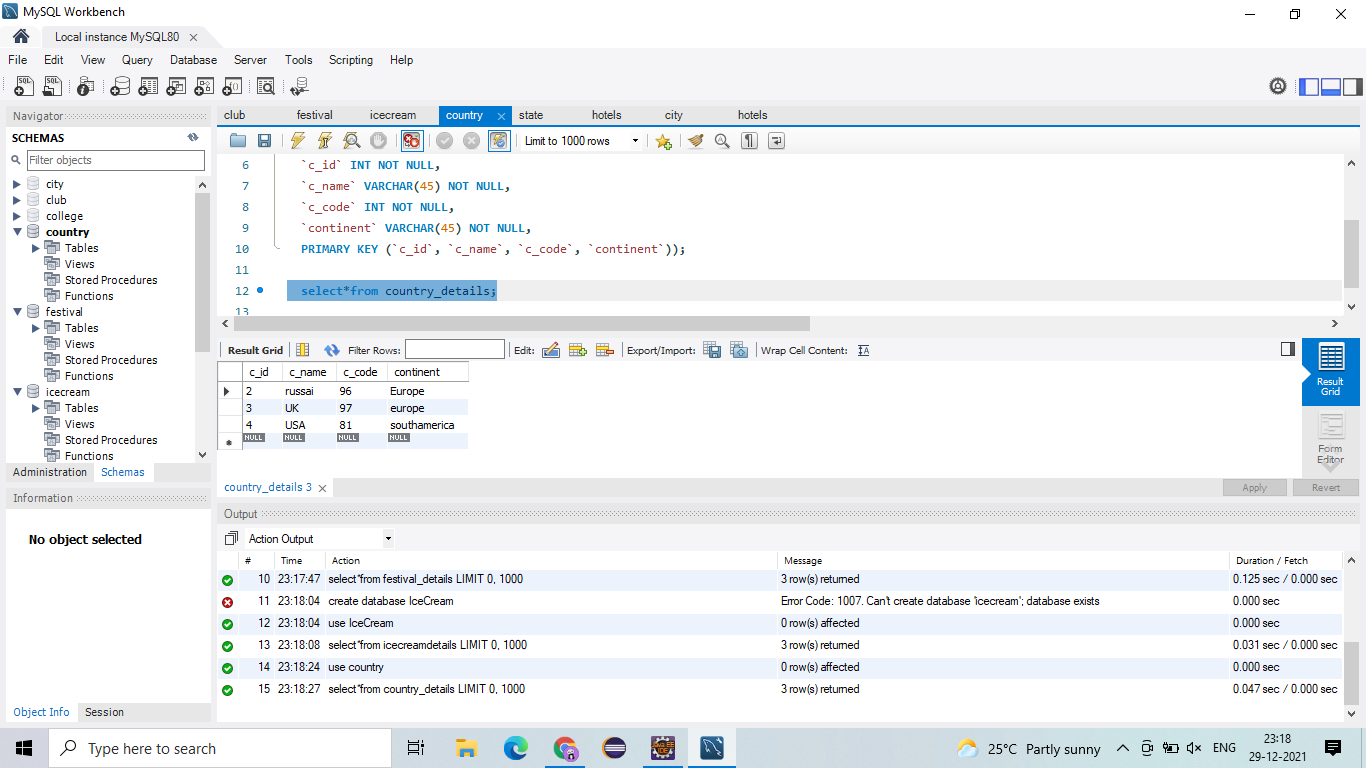 MySQL Workbench
Local instance MySQL80
File Edit View Query Database Server Tools Scripting Help
Navigator
SCHEMAS
Filter objects
city
club
college
country
Tables
Views
Stored Procedures
Functions
festival
Tables
Views
Stored Procedures
Functions
icecream
Tables
Views
Stored Procedures
Functions
Administration Schemas
Information
No object selected
Object Info Session
club festival icecream country state hotels city hotels
Limit to 1000 rows
6 `c_id` INT NOT NULL,
7 `c_name` VARCHAR(45) NOT NULL,
8 `c_code` INT NOT NULL,
9 `continent` VARCHAR(45) NOT NULL,
10 PRIMARY KEY (`c_id`, `c_name`, `c_code`, `continent`));
11
12 select*from country_details;
13
Result Grid Filter Rows: Edit: Export/Import: Wrap Cell Content:
c_id c_name c_code continent
2 russai 96 Europe
3 UK 97 europe
4 USA 81 southamerica
NULL NULL NULL NULL
Result
Grid
Form
Editor
country_details 3 Apply Revert
Output
Action Output
# Time Action Message Duration / Fetch
10 23:17:47 select*from festival_details LIMIT 0, 1000 3 row(s) returned 0.125 sec / 0.000 sec
11 23:18:04 create database IceCream Error Code: 1007. Can't create database 'icecream'; database exists 0.000 sec
12 23:18:04 use IceCream 0 row(s) affected 0.000 sec
13 23:18:08 select*from icecreamdetails LIMIT 0, 1000 3 row(s) returned 0.031 sec / 0.000 sec
14 23:18:24 use country 0 row(s) affected 0.000 sec
15 23:18:27 select*from country_details LIMIT 0, 1000 3 row(s) returned 0.047 sec / 0.000 sec
Type here to search
25°C Partly sunny ENG 23:18
29-12-2021